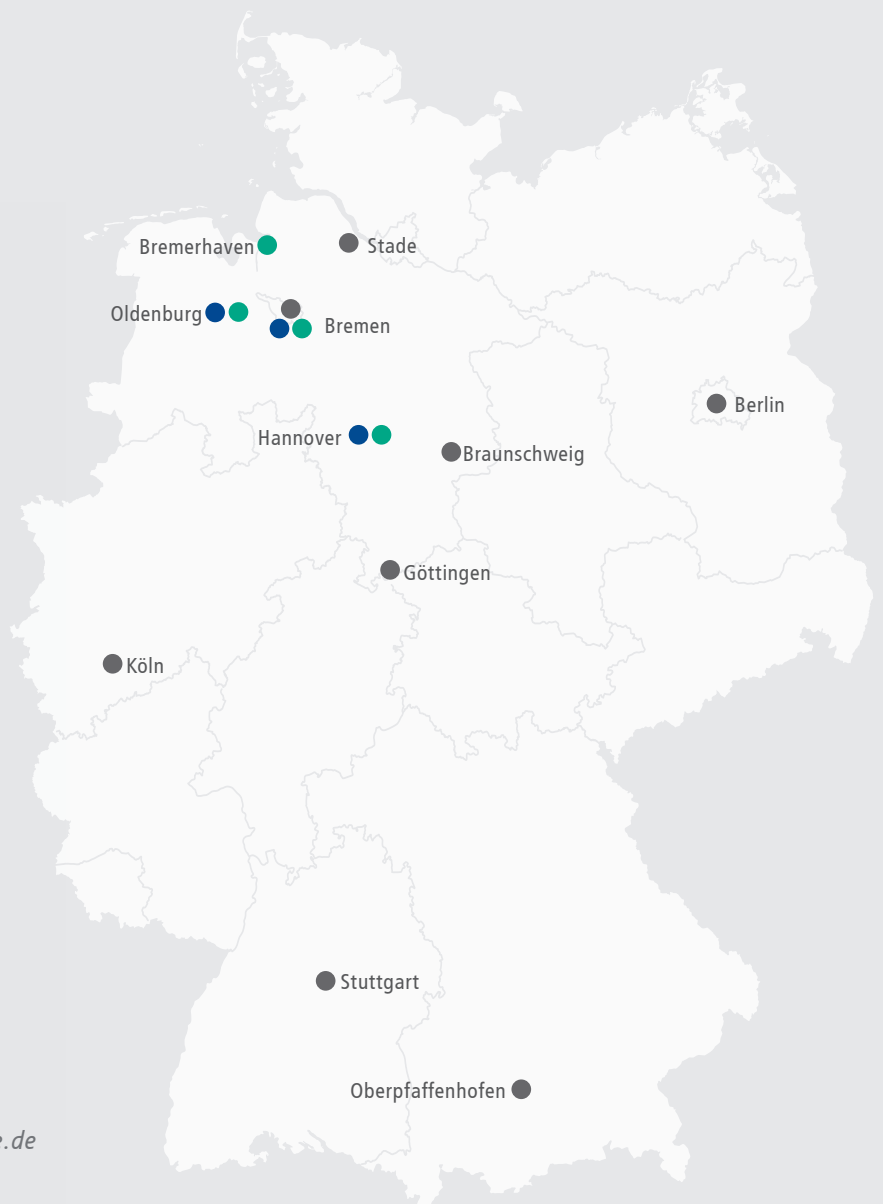 Bremerhaven
Stade
Oldenburg
Bremen
Berlin
Hannover
Braunschweig
Göttingen
Köln
Stuttgart
Oberpfaffenhofen
.de